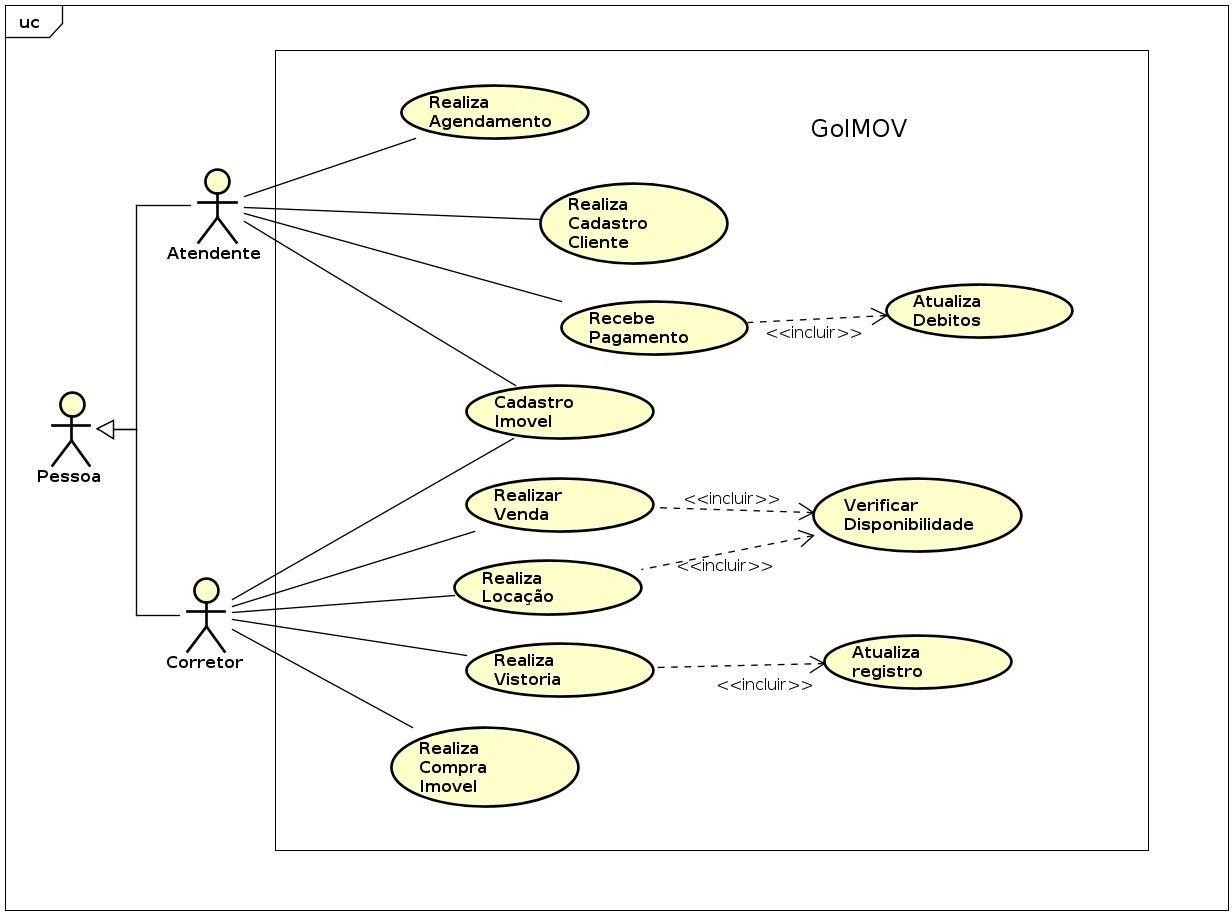 uc
Realiza
Agendamento
GoIMOV
Realiza
Cadastro
Cliente
Atendente
Recebe
Pagamento
<<incluir>>
Atualiza
Debitos
Cadastro
Imovel
Pessoa
Realizar
Venda
<<incluir>>
Verificar
Disponibilidade
Realiza
Locação
<<incluir>>
Corretor
Realiza
Vistoria
<<incluir>>
Atualiza
registro
Realiza
Compra
Imovel